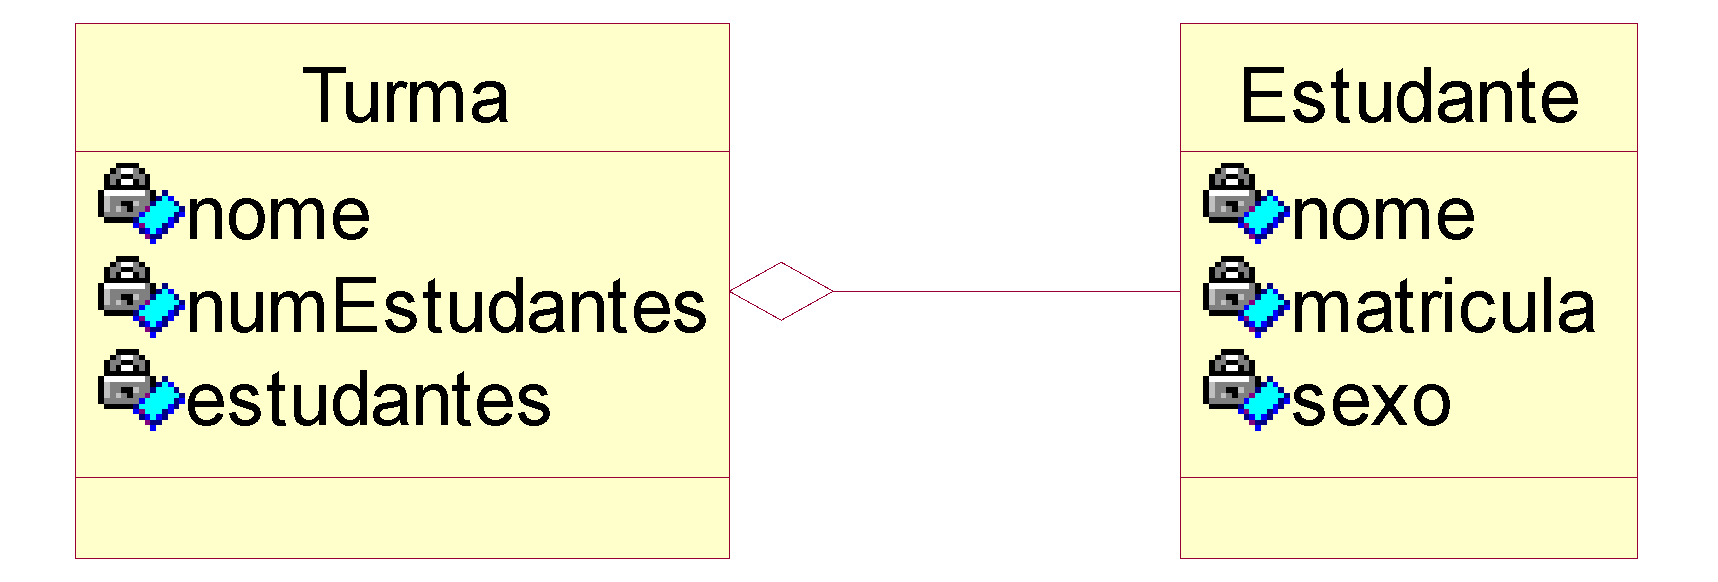 Turma
nome
numEstudantes
estudantes
Estudante
nome
matricula
sexo